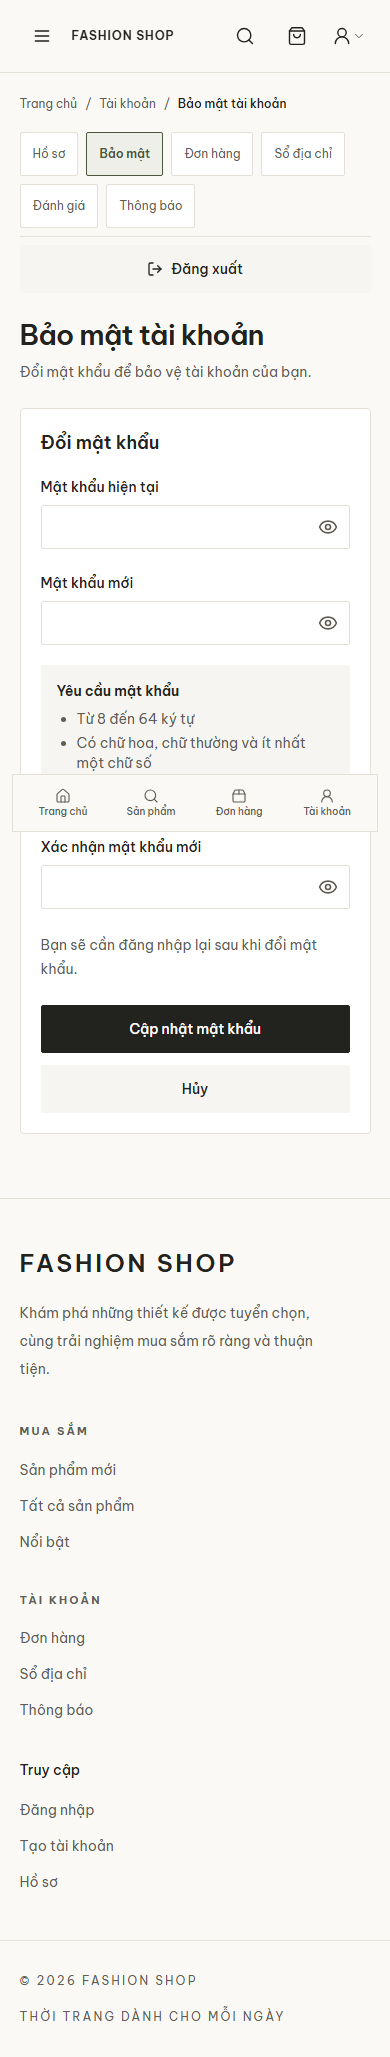 FASHION SHOP
Trang chủ / Tài khoản / Bảo mật tài khoản
Hồ sơ
Bảo mật
Đơn hàng
Sổ địa chỉ
Đánh giá
Thông báo
Đăng xuất
Bảo mật tài khoản
Đổi mật khẩu để bảo vệ tài khoản của bạn.
Đổi mật khẩu
Mật khẩu hiện tại
Mật khẩu mới
Yêu cầu mật khẩu
Từ 8 đến 64 ký tự
Có chữ hoa, chữ thường và ít nhất
một chữ số
Trang chủ
Sản phẩm
Đơn hàng
Tài khoản
Xác nhận mật khẩu mới
Bạn sẽ cần đăng nhập lại sau khi đổi mật
khẩu.
Cập nhật mật khẩu
Hủy
FASHION SHOP
Khám phá những thiết kế được tuyển chọn,
cùng trải nghiệm mua sắm rõ ràng và thuận
tiện.
MUA SẮM
Sản phẩm mới
Tất cả sản phẩm
Nổi bật
TÀI KHOẢN
Đơn hàng
Sổ địa chỉ
Thông báo
Truy cập
Đăng nhập
Tạo tài khoản
Hồ sơ
© 2026 FASHION SHOP
THỜI TRANG DÀNH CHO MỖI NGÀY